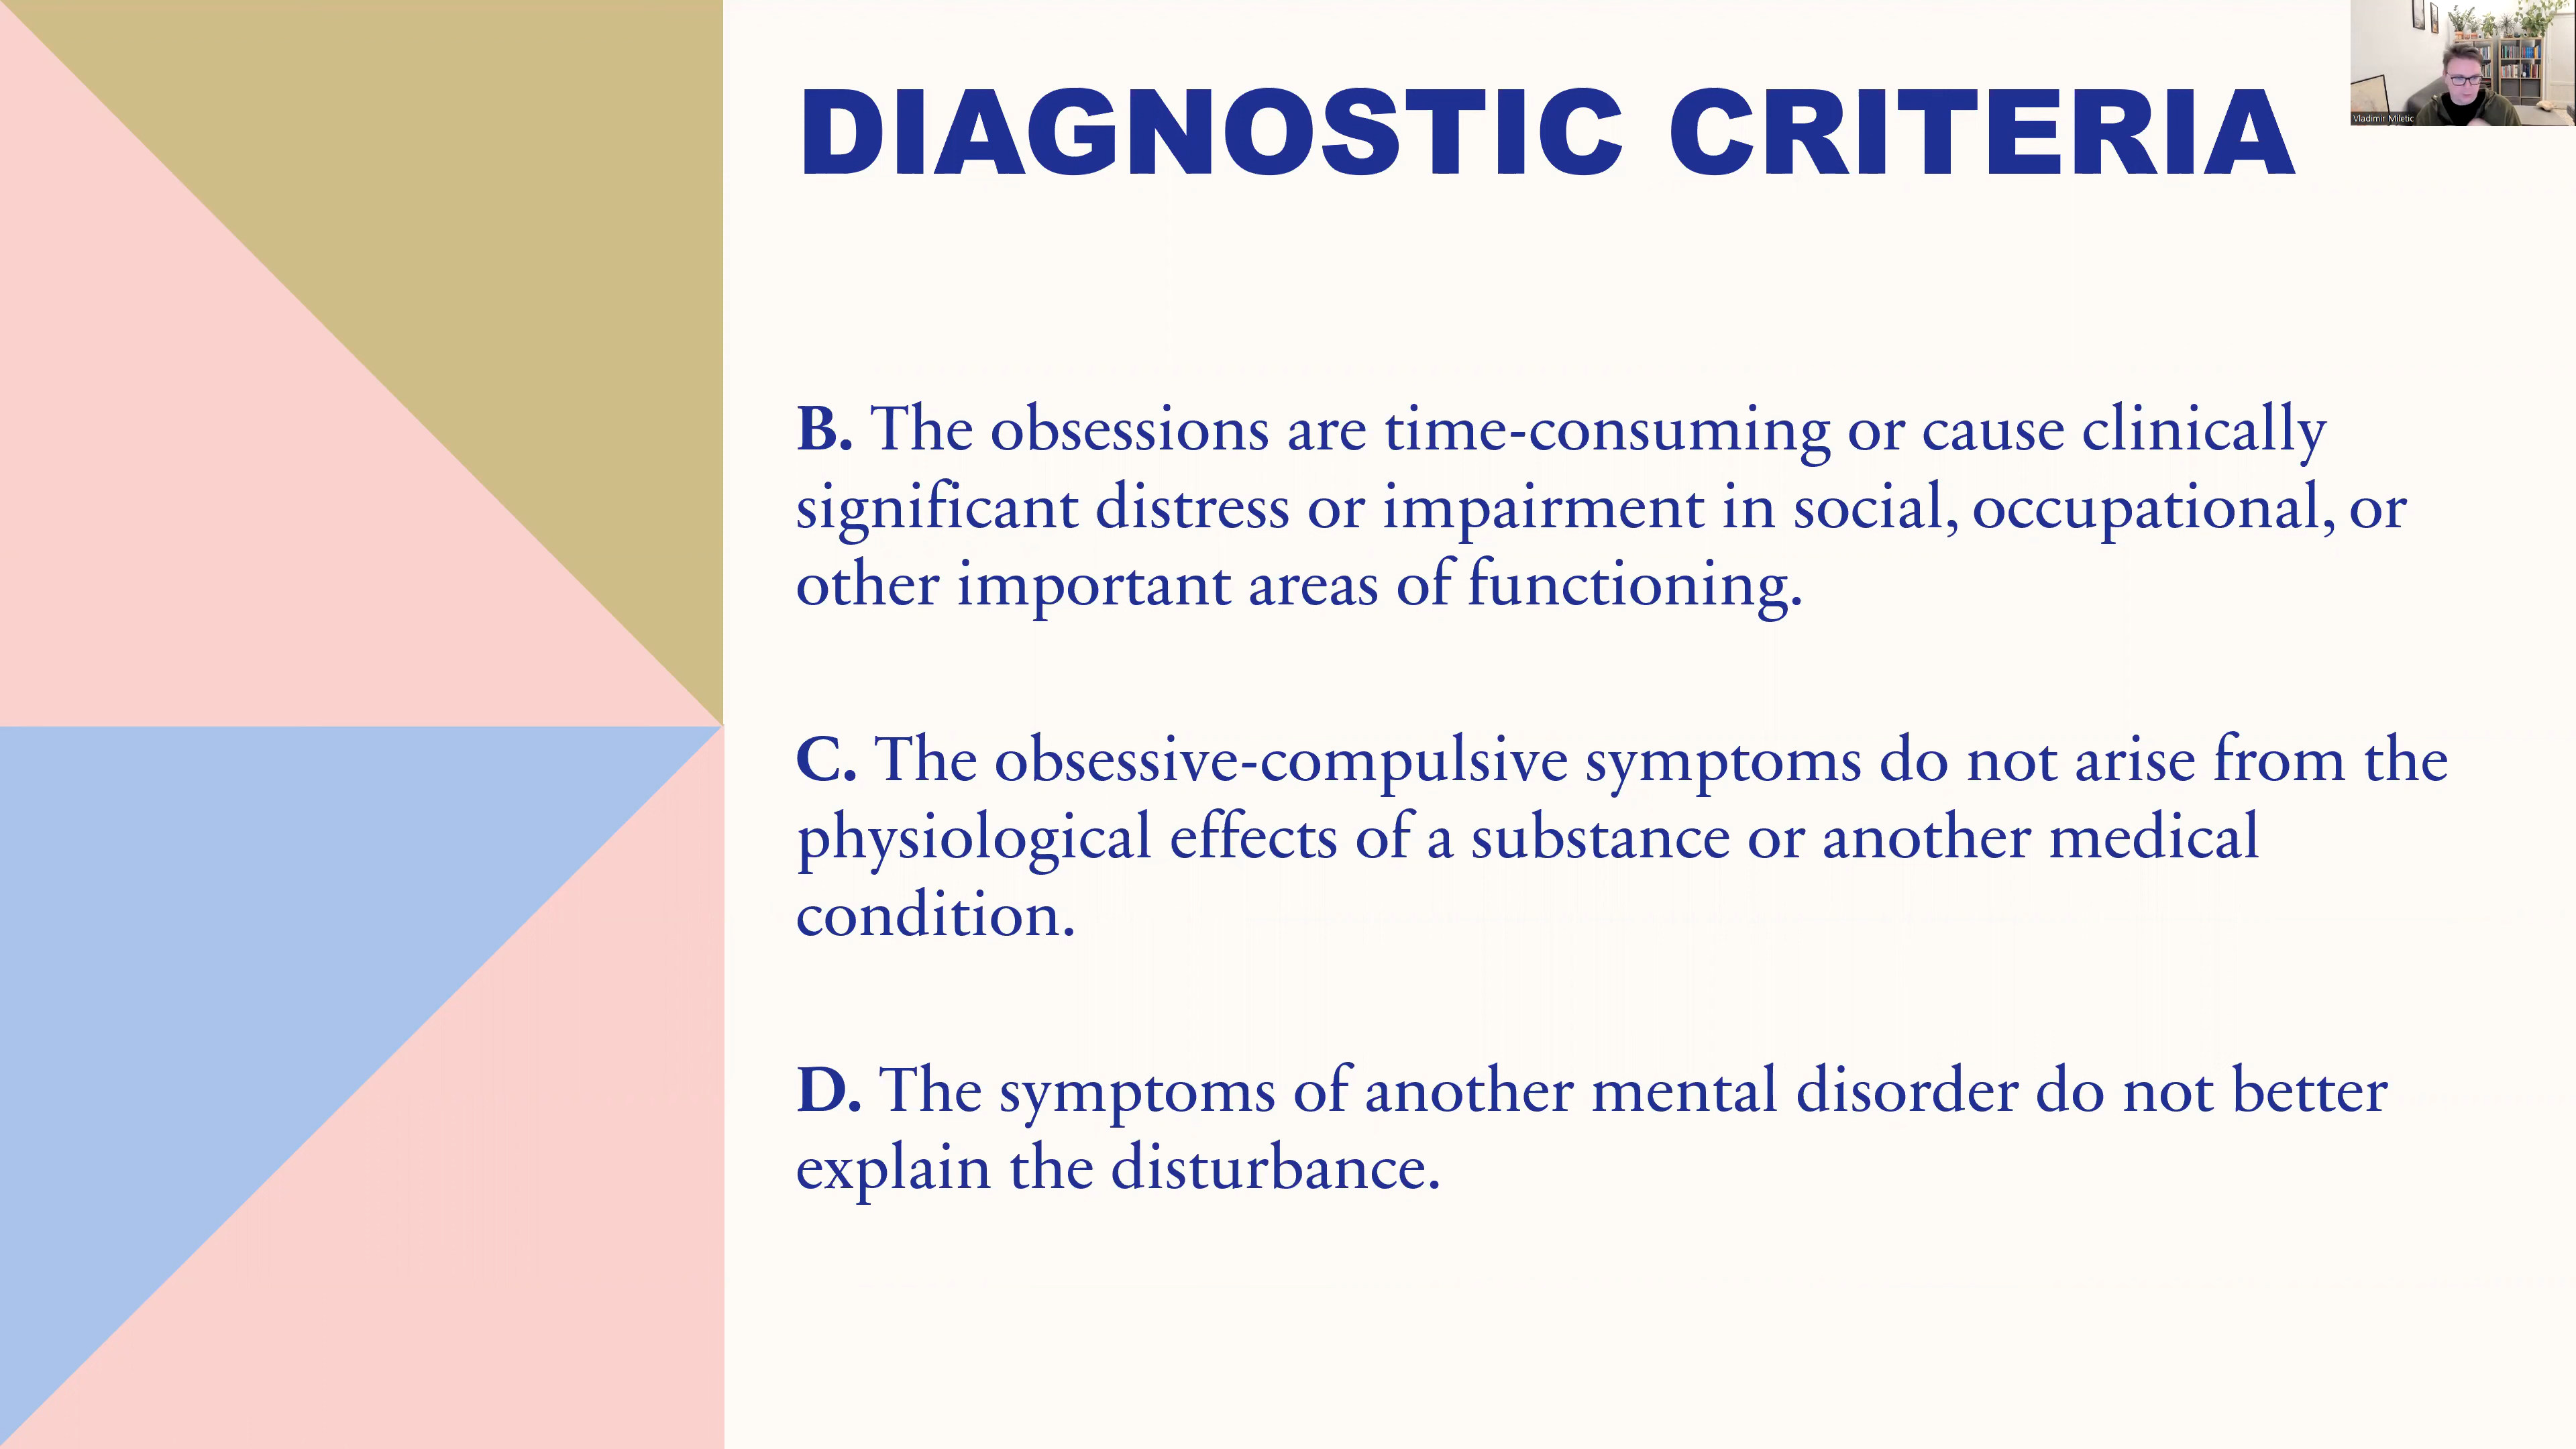 DIAGNOSTIC CRITERIA
Vladimir Miletic
B. The obsessions are time-consuming or cause clinically
significant distress or impairment in social, occupational, or
other important areas of functioning.
C. The obsessive-compulsive symptoms do not arise from the
physiological effects of a substance or another medical
condition.
D. The symptoms of another mental disorder do not better
explain the disturbance.